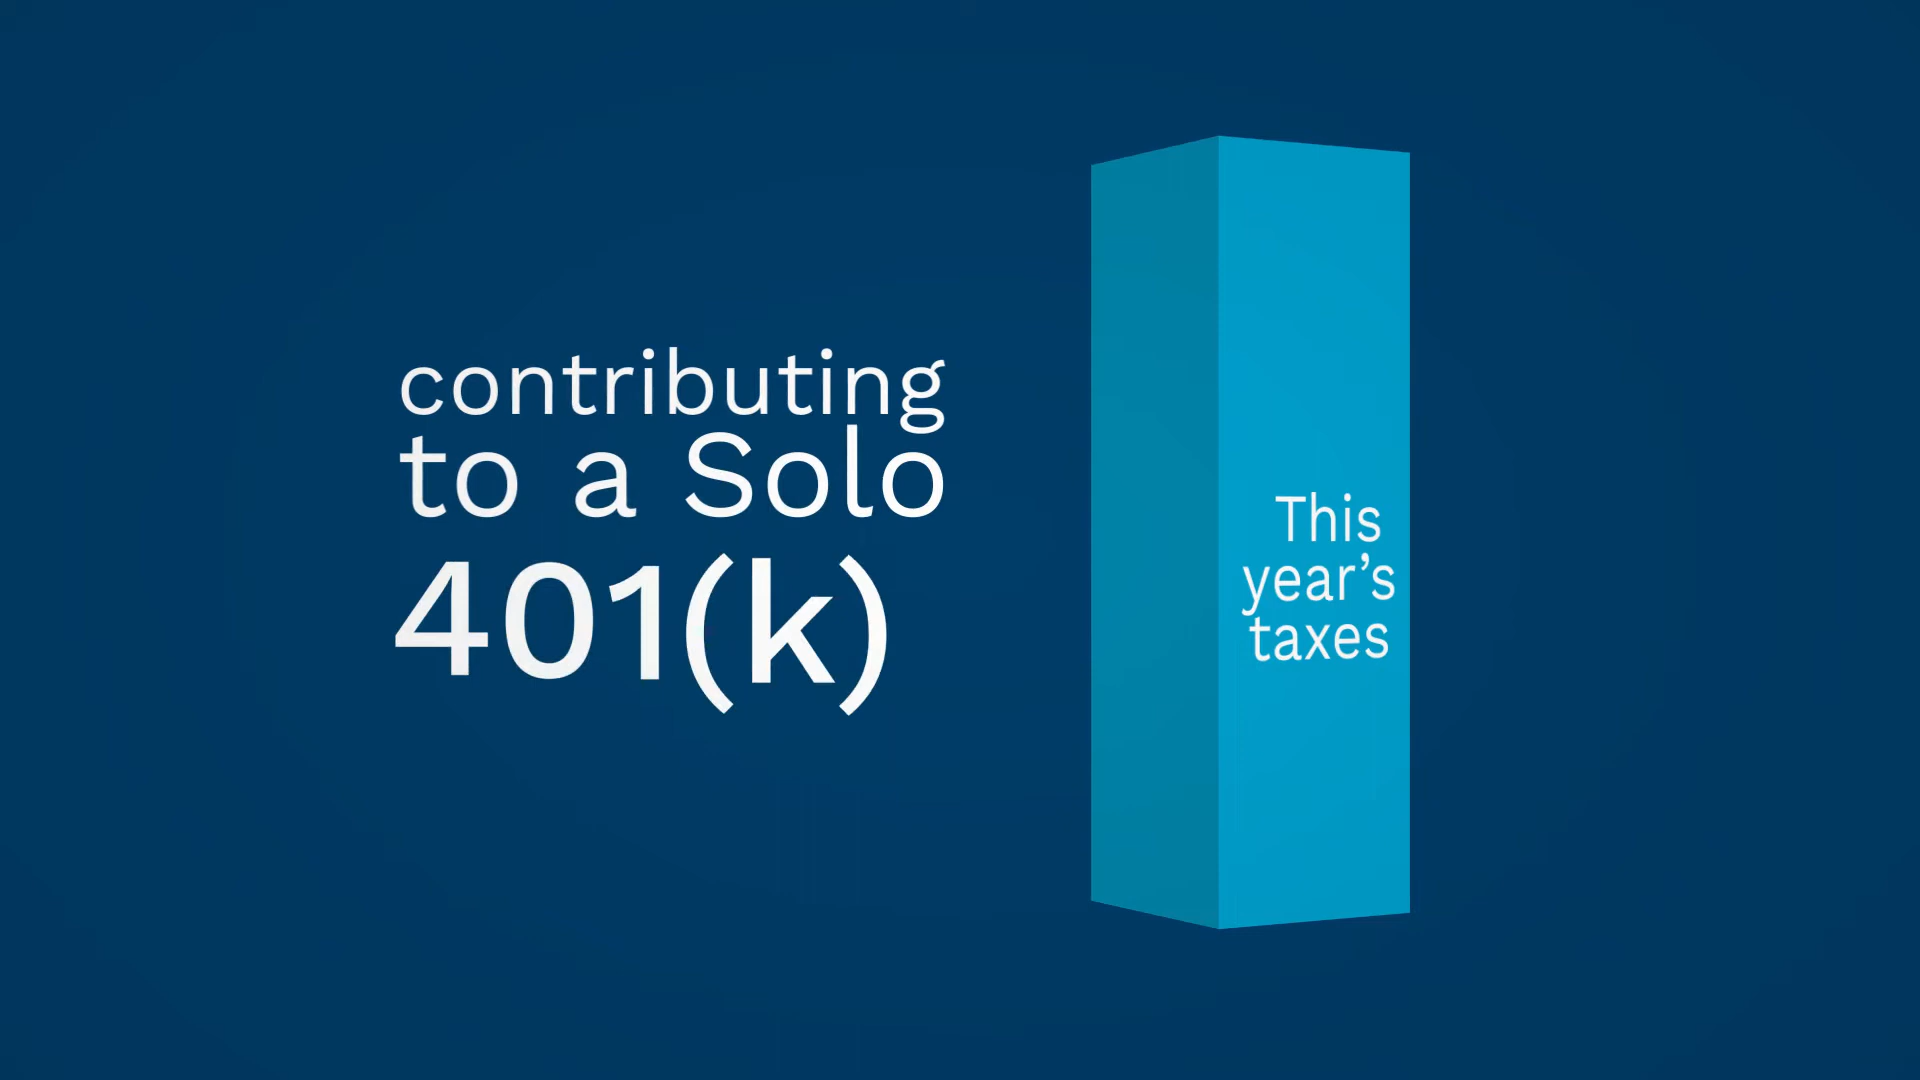 contributing
to a Solo
401(k)
This
year’s
taxes